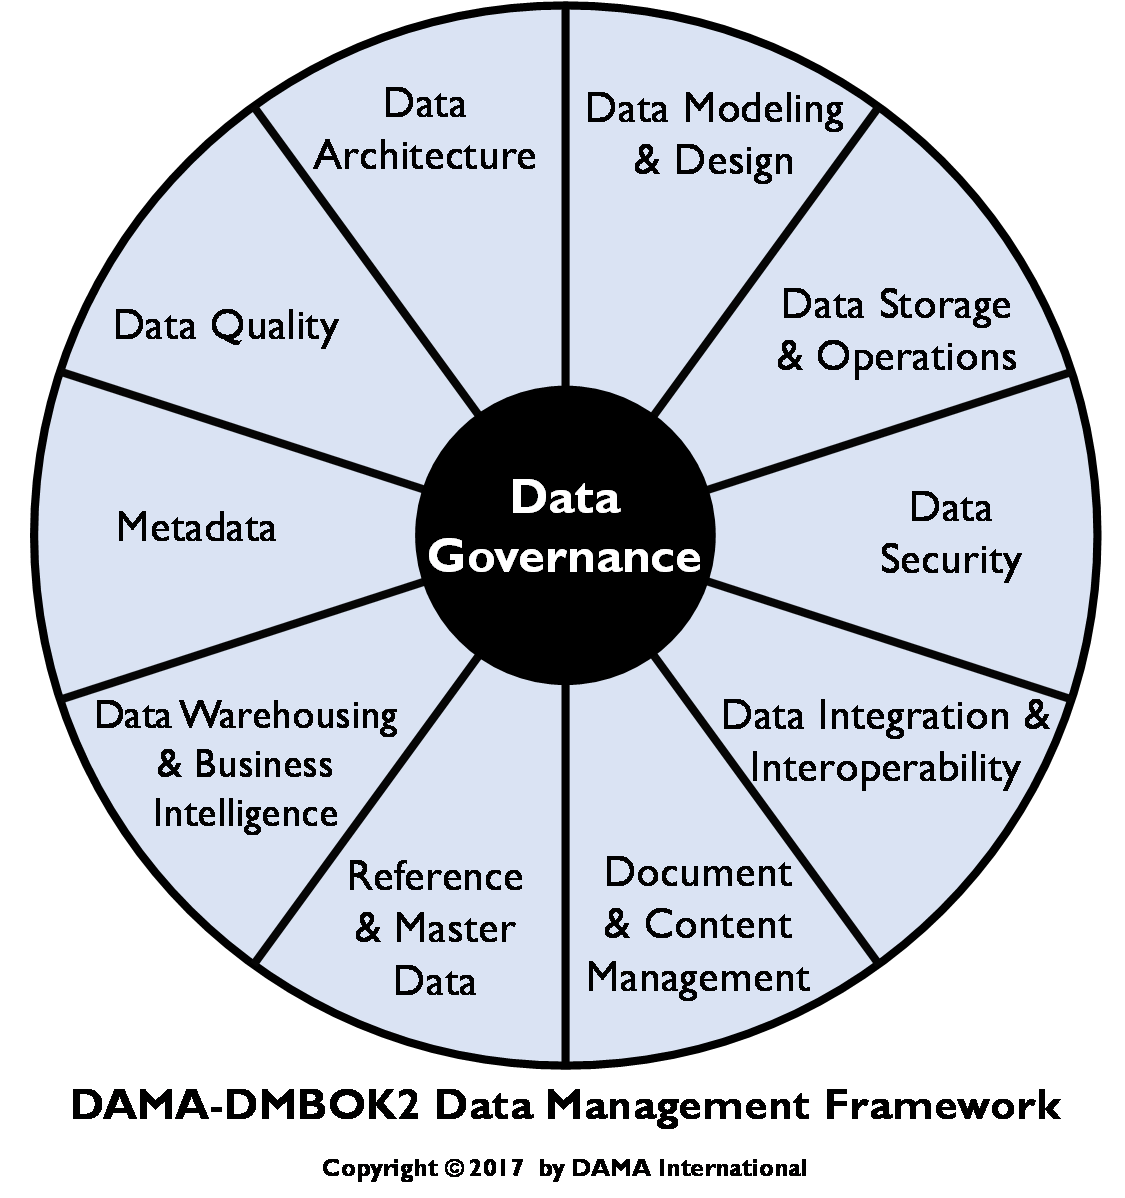 Data
Architecture
Data Modeling
& Design
Data Storage
& Operations
Data
Security
Data Integration &
Interoperability
Document
& Content
Management
Reference
& Master
Data
Data Warehousing
& Business
Intelligence
Metadata
Data Quality
Data
Governance
DAMA-DMBOK2 Data Management Framework
Copyright © 2017 by DAMA International